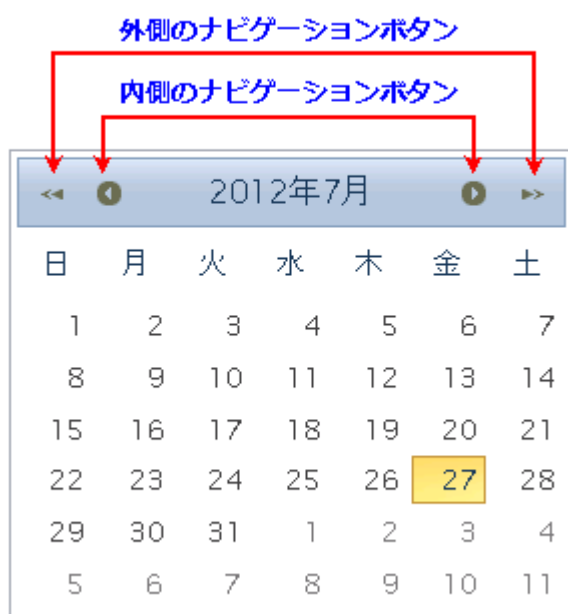 外側のナビゲーションボタン
内側のナビゲーションボタン
2012年7月
日 月 火 水 木 金 土
1 2 3 4 5 6 7
8 9 10 11 12 13 14
15 16 17 18 19 20 21
22 23 24 25 26 27 28
29 30 31 1 2 3 4
5 6 7 8 9 10 11